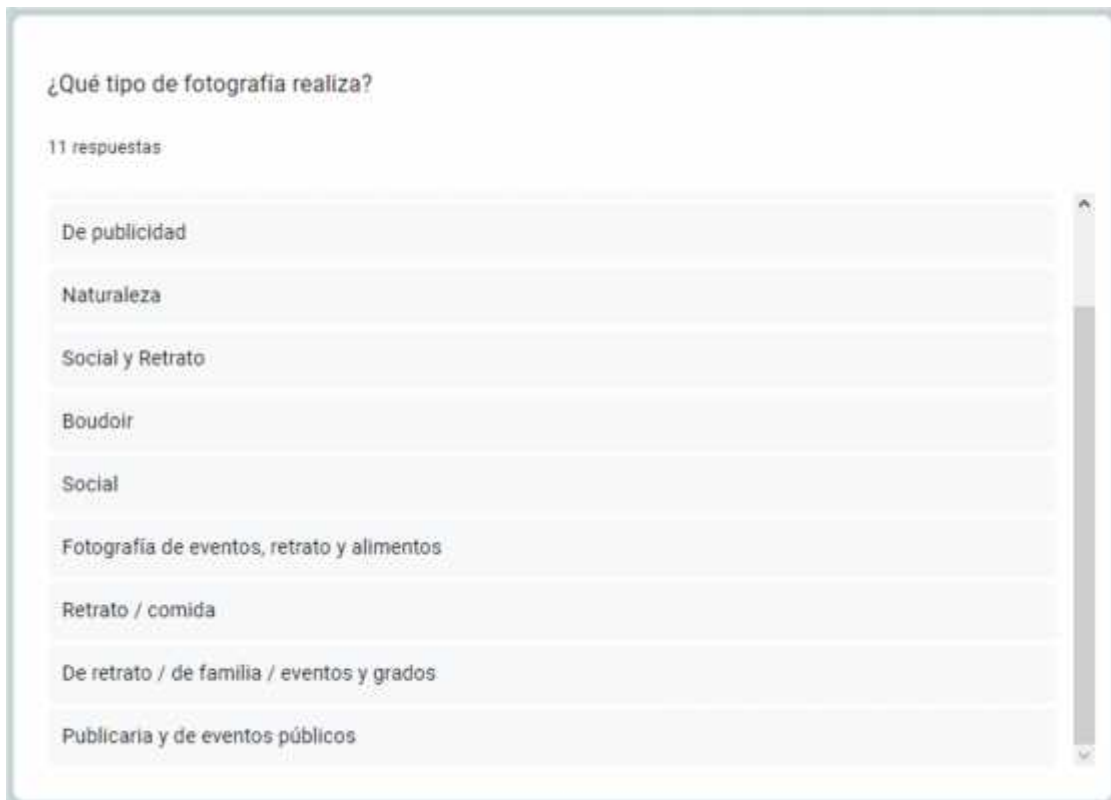 ¿Qué tipo de fotografía realiza?
11 respuestas
De publicidad
Naturaleza
Social y Retrato
Boudoir
Social
Fotografía de eventos, retrato y alimentos
Retrato / comida
De retrato / de familia / eventos y grados
Publicaria y de eventos públicos